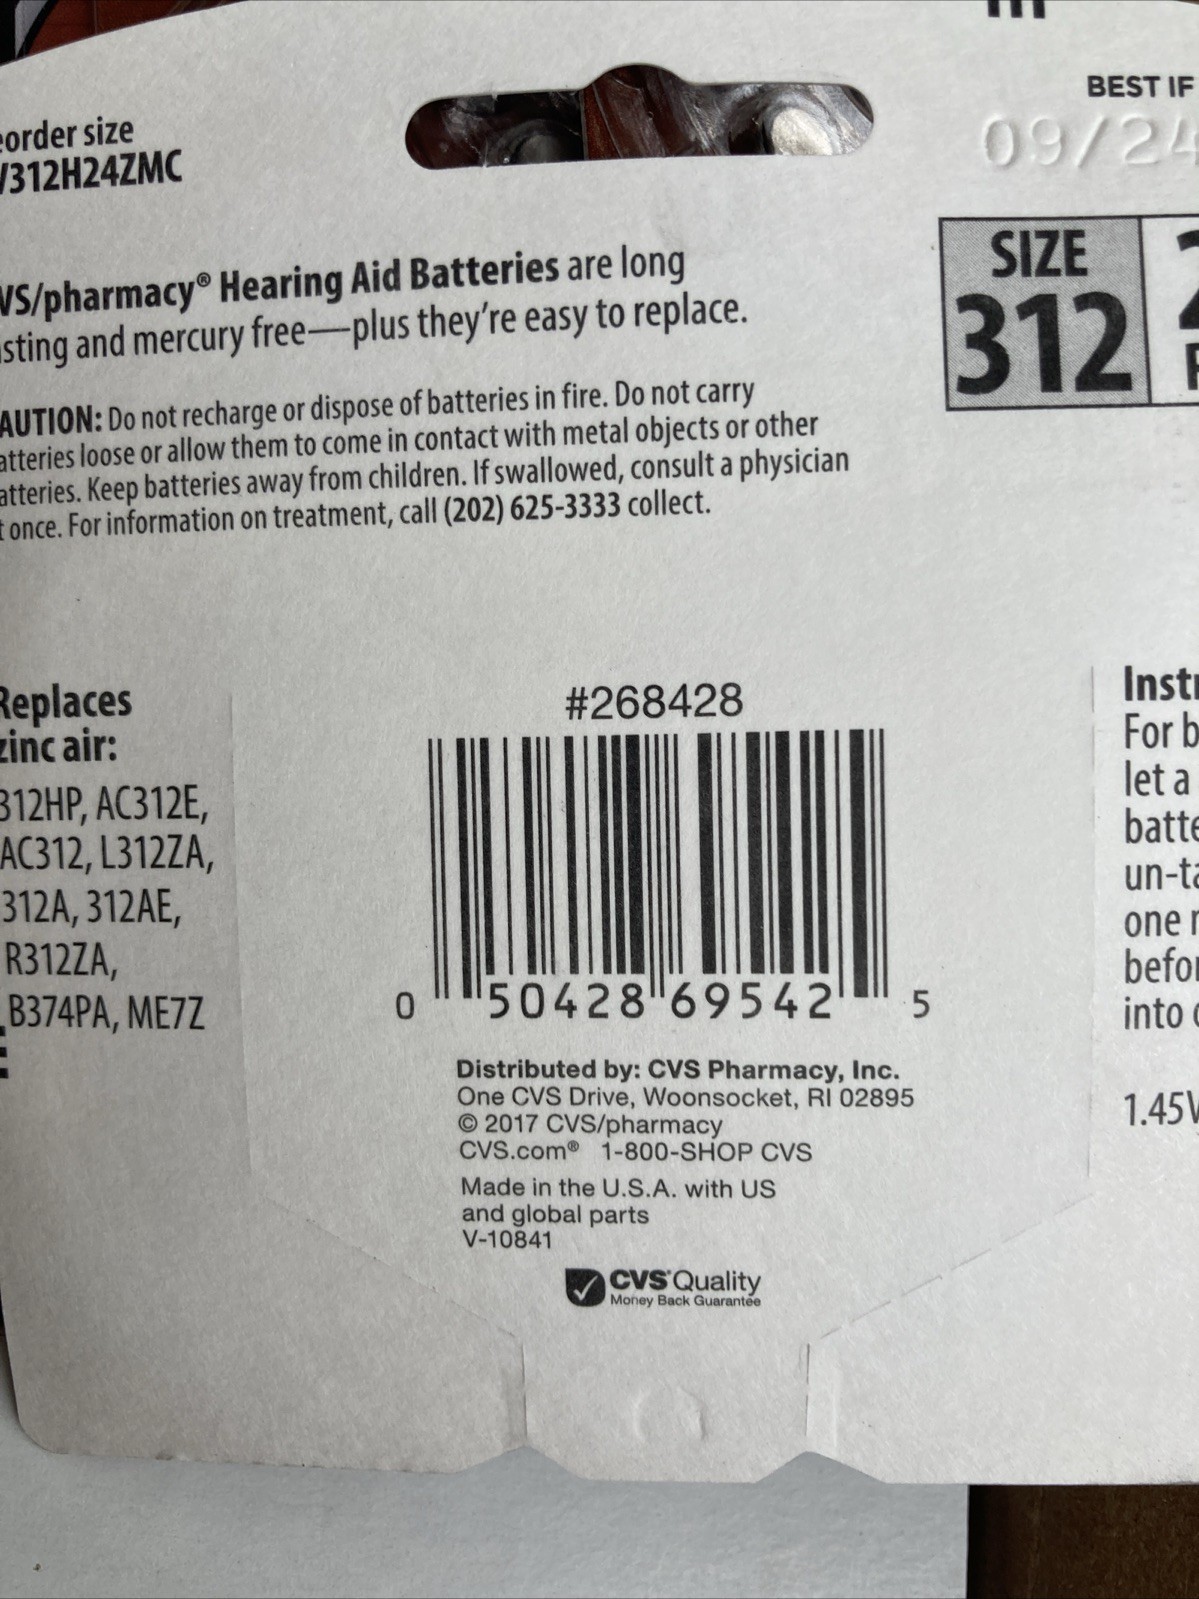 BEST IF
09/24
eorder size
/312H24ZMC
SIZE
312
VS/pharmacy® Hearing Aid Batteries are long
sting and mercury free—plus they're easy to replace.
AUTION: Do not recharge or dispose of batteries in fire. Do not carry
atteries loose or allow them to come in contact with metal objects or other
atteries. Keep batteries away from children. If swallowed, consult a physician
t once. For information on treatment, call (202) 625-3333 collect.
Replaces
zinc air:
312HP, AC312E,
AC312, L312ZA,
312A, 312AE,
R312ZA,
B374PA, ME7Z
#268428
0 50428 69542 5
Distributed by: CVS Pharmacy, Inc.
One CVS Drive, Woonsocket, RI 02895
© 2017 CVS/pharmacy
CVS.com® 1-800-SHOP CVS
Made in the U.S.A. with US
and global parts
V-10841
CVS Quality
Money Back Guarantee
Instr
For b
let a
batte
un-ta
one
befor
into
1.45V